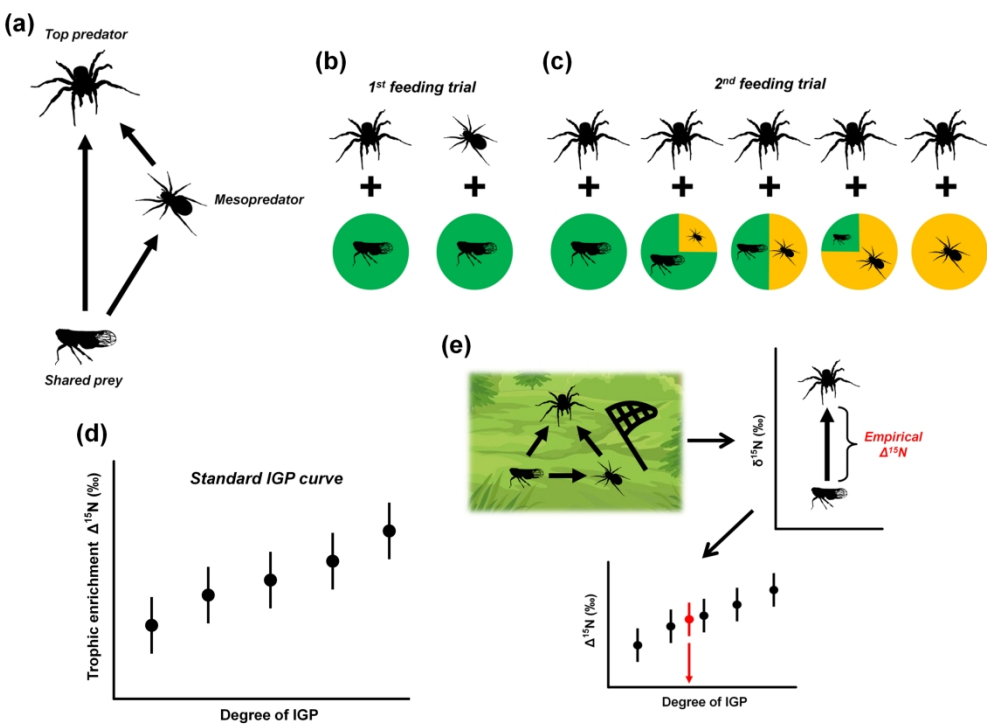 (a)
Top predator
Mesopredator
Shared prey
(b)
1st feeding trial
(c)
2nd feeding trial
(d)
Standard IGP curve
Trophic enrichment Δ¹⁵N (‰)
Degree of IGP
(e)
δ¹⁵N (‰)
Empirical
Δ¹⁵N
Δ¹⁵N (‰)
Degree of IGP